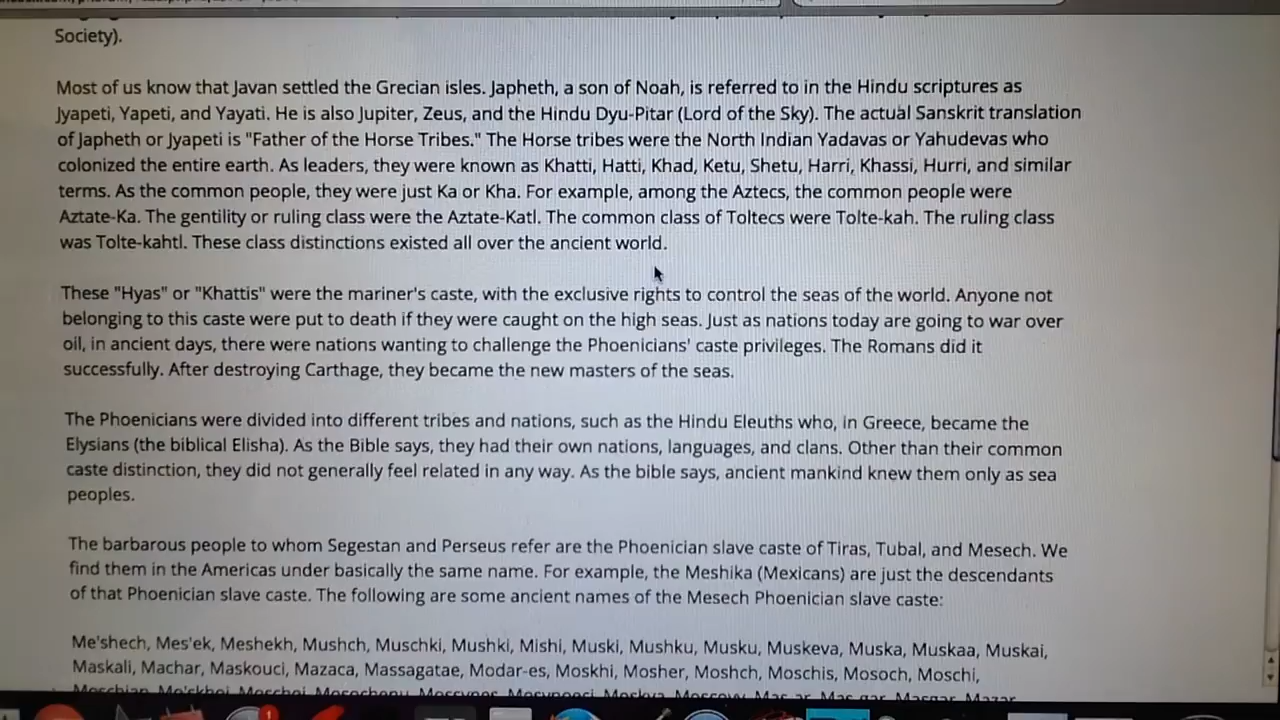 Society).
Most of us know that Javan settled the Grecian isles. Japheth, a son of Noah, is referred to in the Hindu scriptures as
Jyapeti, Yapeti, and Yayati. He is also Jupiter, Zeus, and the Hindu Dyu-Pitar (Lord of the Sky). The actual Sanskrit translation
of Japheth or Jyapeti is "Father of the Horse Tribes." The Horse tribes were the North Indian Yadavas or Yahudevas who
colonized the entire earth. As leaders, they were known as Khatti, Hatti, Khad, Ketu, Shetu, Harri, Khassi, Hurri, and similar
terms. As the common people, they were just Ka or Kha. For example, among the Aztecs, the common people were
Aztate-Ka. The gentility or ruling class were the Aztate-Katl. The common class of Toltecs were Tolte-kah. The ruling class
was Tolte-kahtl. These class distinctions existed all over the ancient world.
These "Hyas" or "Khattis" were the mariner's caste, with the exclusive rights to control the seas of the world. Anyone not
belonging to this caste were put to death if they were caught on the high seas. Just as nations today are going to war over
oil, in ancient days, there were nations wanting to challenge the Phoenicians' caste privileges. The Romans did it
successfully. After destroying Carthage, they became the new masters of the seas.
The Phoenicians were divided into different tribes and nations, such as the Hindu Eleuths who, in Greece, became the
Elysians (the biblical Elisha). As the Bible says, they had their own nations, languages, and clans. Other than their common
caste distinction, they did not generally feel related in any way. As the bible says, ancient mankind knew them only as sea
peoples.
The barbarous people to whom Segestan and Perseus refer are the Phoenician slave caste of Tiras, Tubal, and Mesech. We
find them in the Americas under basically the same name. For example, the Meshika (Mexicans) are just the descendants
of that Phoenician slave caste. The following are some ancient names of the Mesech Phoenician slave caste:
Me'shech, Mes'ek, Meshekh, Mushch, Muschki, Mushki, Mishi, Muski, Mushku, Musku, Muskeva, Muska, Muskaa, Muskai,
Maskali, Machar, Maskouci, Mazaca, Massagatae, Modar-es, Moskhi, Mosher, Moshch, Moschis, Mosoch, Moschi,